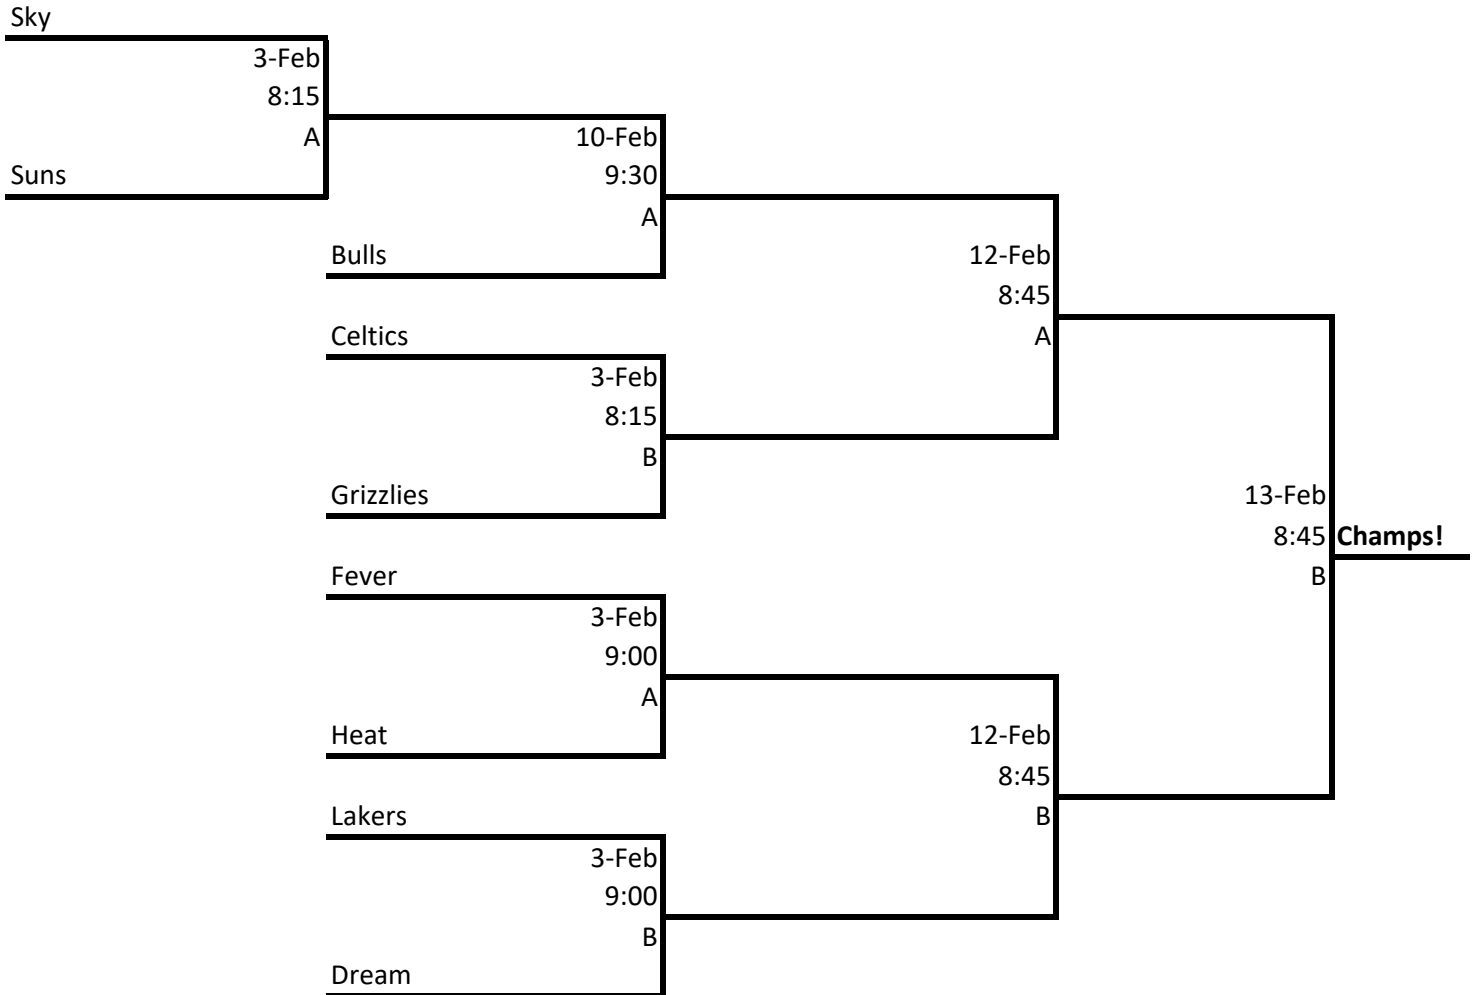 Sky
3-Feb
8:15
A
Suns
10-Feb
9:30
A
Bulls
12-Feb
8:45
A
Celtics
3-Feb
8:15
B
Grizzlies
13-Feb
8:45 Champs!
B
Fever
3-Feb
9:00
A
Heat
12-Feb
8:45
B
Lakers
3-Feb
9:00
B
Dream